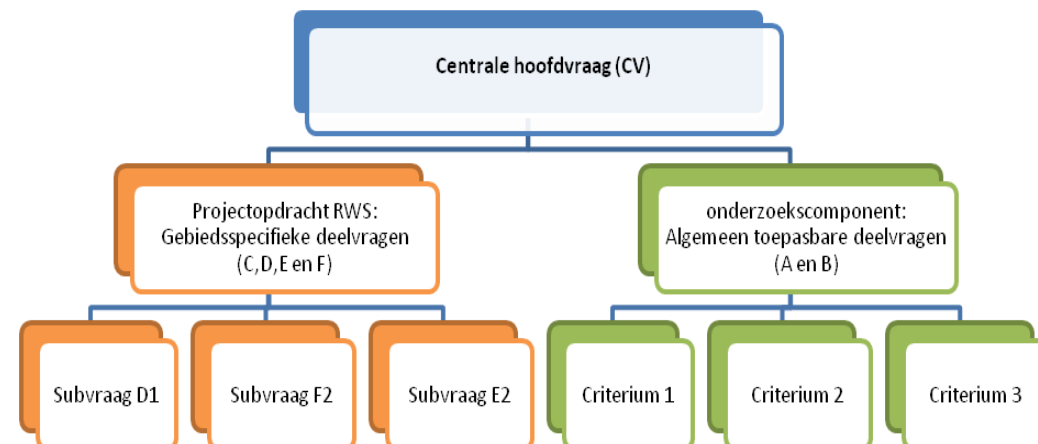 Centrale hoofdvraag (CV)
Projectopdracht RWS:
Gebiedsspecifieke deelvragen
(C,D,E en F)
onderzoekscomponent:
Algemeen toepasbare deelvragen
(A en B)
Subvraag D1
Subvraag F2
Subvraag E2
Criterium 1
Criterium 2
Criterium 3